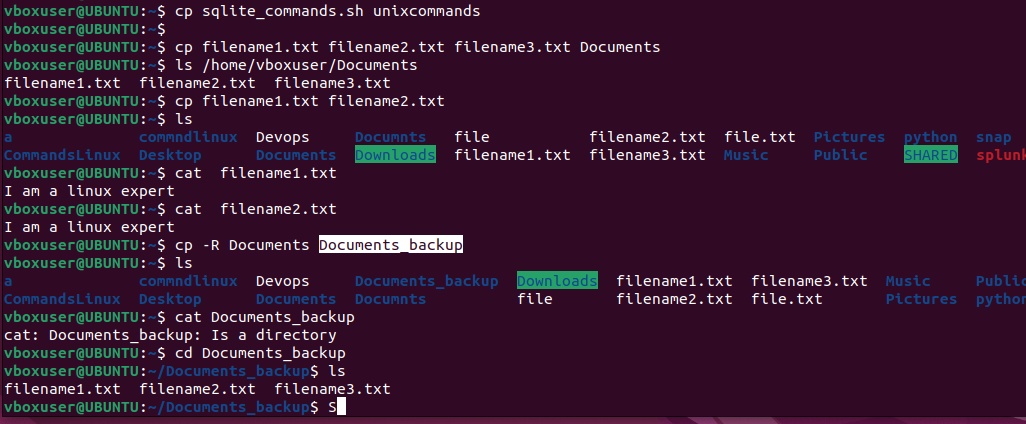 vboxuser@UBUNTU:~$ cp sqlite_commands.sh unixcommands
vboxuser@UBUNTU:~$
vboxuser@UBUNTU:~$ cp filename1.txt filename2.txt filename3.txt Documents
vboxuser@UBUNTU:~$ ls /home/vboxuser/Documents
filename1.txt  filename2.txt  filename3.txt
vboxuser@UBUNTU:~$ cp filename1.txt filename2.txt
vboxuser@UBUNTU:~$ ls
a commndlinux Devops Documnts file filename2.txt file.txt Pictures python snap
CommandsLinux Desktop Documents Downloads filename1.txt filename3.txt Music Public SHARED splunk
vboxuser@UBUNTU:~$ cat  filename1.txt
I am a linux expert
vboxuser@UBUNTU:~$ cat  filename2.txt
I am a linux expert
vboxuser@UBUNTU:~$ cp -R Documents Documents_backup
vboxuser@UBUNTU:~$ ls
a commndlinux Devops Documents_backup Downloads filename1.txt filename3.txt Music Public
CommandsLinux Desktop Documents Documnts file filename2.txt file.txt Pictures python
vboxuser@UBUNTU:~$ cat Documents_backup
cat: Documents_backup: Is a directory
vboxuser@UBUNTU:~$ cd Documents_backup
vboxuser@UBUNTU:~/Documents_backup$ ls
filename1.txt  filename2.txt  filename3.txt
vboxuser@UBUNTU:~/Documents_backup$ S